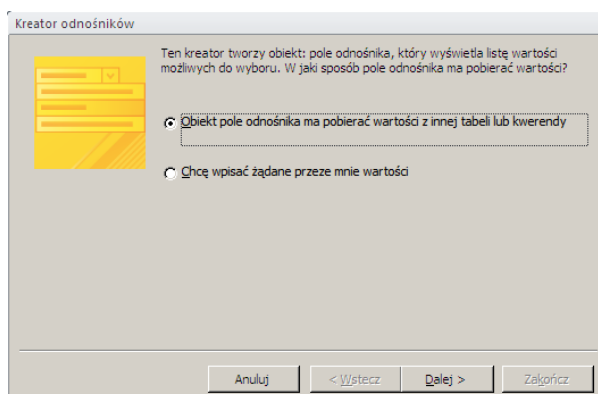 Kreator odnośników
Ten kreator tworzy obiekt: pole odnośnika, który wyświetla listę wartości
możliwych do wyboru. W jaki sposób pole odnośnika ma pobierać wartości?
Obiekt pole odnośnika ma pobierać wartości z innej tabeli lub kwerendy
Chcę wpisać żądane przeze mnie wartości
Anuluj < Wstecz Dalej > Zakończ